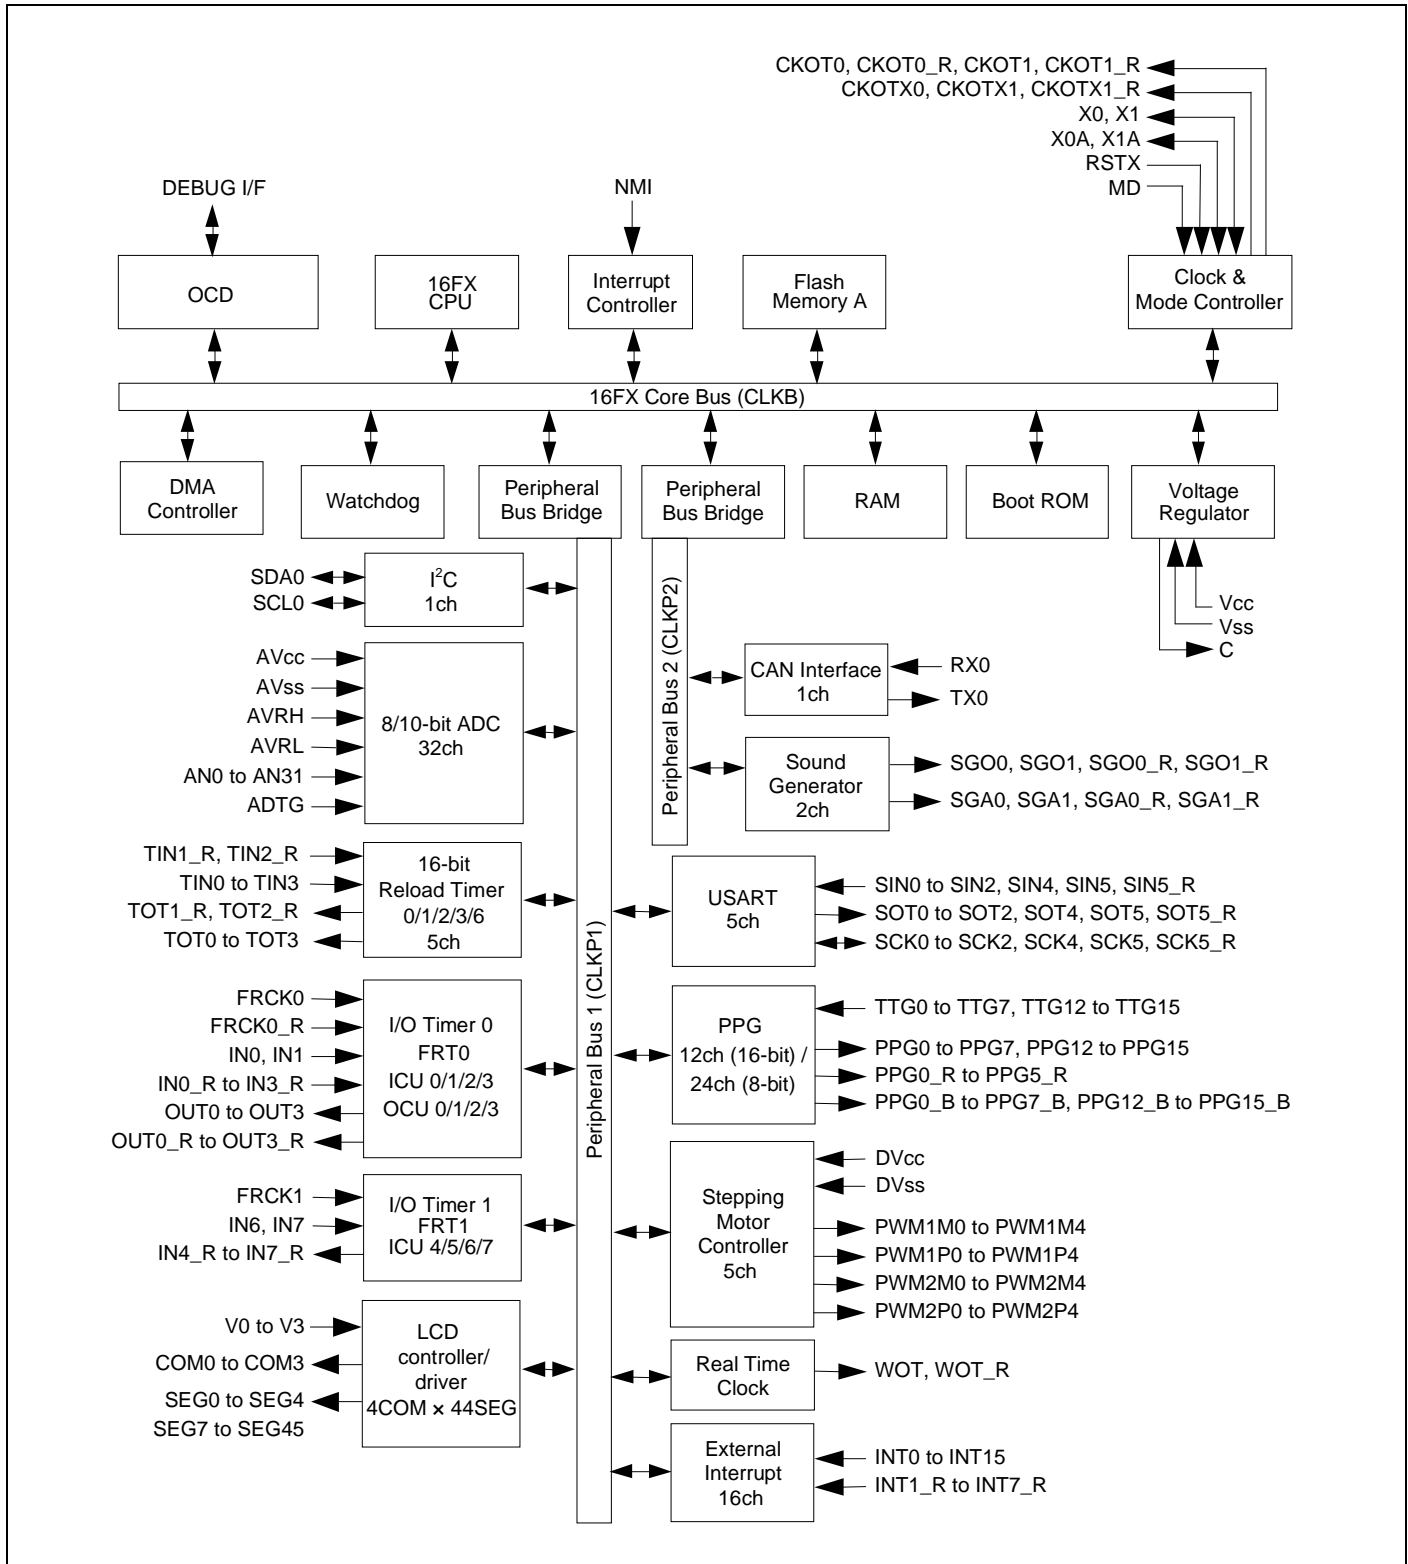 CKOT0, CKOT0_R, CKOT1, CKOT1_R
CKOTX0, CKOTX1, CKOTX1_R
X0, X1
X0A, X1A
RSTX
MD
DEBUG I/F
NMI
OCD
16FX
CPU
Interrupt
Controller
Flash
Memory A
Clock &
Mode Controller
16FX Core Bus (CLKB)
DMA
Controller
Watchdog
Peripheral
Bus Bridge
Peripheral
Bus Bridge
RAM
Boot ROM
Voltage
Regulator
Vcc
Vss
C
Peripheral Bus 1 (CLKP1)
Peripheral Bus 2 (CLKP2)
SDA0
SCL0
I²C
1ch
AVcc
AVss
AVRH
AVRL
AN0 to AN31
ADTG
8/10-bit ADC
32ch
TIN1_R, TIN2_R
TIN0 to TIN3
TOT1_R, TOT2_R
TOT0 to TOT3
16-bit
Reload Timer
0/1/2/3/6
5ch
FRCK0
FRCK0_R
IN0, IN1
IN0_R to IN3_R
OUT0 to OUT3
OUT0_R to OUT3_R
I/O Timer 0
FRT0
ICU 0/1/2/3
OCU 0/1/2/3
FRCK1
IN6, IN7
IN4_R to IN7_R
I/O Timer 1
FRT1
ICU 4/5/6/7
V0 to V3
COM0 to COM3
SEG0 to SEG4
SEG7 to SEG45
LCD
controller/
driver
4COM × 44SEG
CAN Interface
1ch
RX0
TX0
Sound
Generator
2ch
SGO0, SGO1, SGO0_R, SGO1_R
SGA0, SGA1, SGA0_R, SGA1_R
USART
5ch
SIN0 to SIN2, SIN4, SIN5, SIN5_R
SOT0 to SOT2, SOT4, SOT5, SOT5_R
SCK0 to SCK2, SCK4, SCK5, SCK5_R
PPG
12ch (16-bit) /
24ch (8-bit)
TTG0 to TTG7, TTG12 to TTG15
PPG0 to PPG7, PPG12 to PPG15
PPG0_R to PPG5_R
PPG0_B to PPG7_B, PPG12_B to PPG15_B
Stepping
Motor
Controller
5ch
DVcc
DVss
PWM1M0 to PWM1M4
PWM1P0 to PWM1P4
PWM2M0 to PWM2M4
PWM2P0 to PWM2P4
Real Time
Clock
WOT, WOT_R
External
Interrupt
16ch
INT0 to INT15
INT1_R to INT7_R